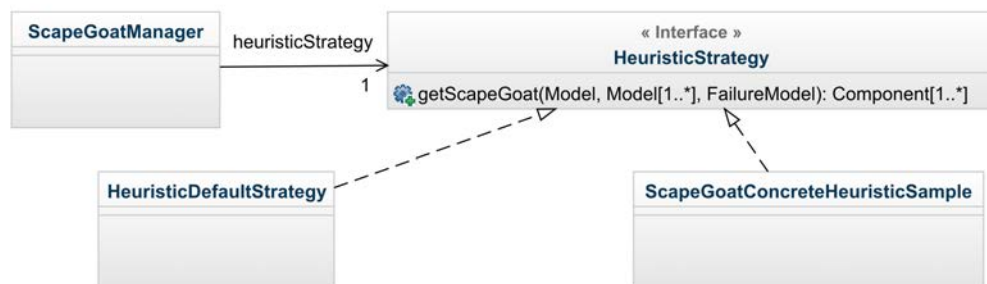 ScapeGoatManager
heuristicStrategy
1
« Interface »
HeuristicStrategy
getScapeGoat(Model, Model[1..*], FailureModel): Component[1..*]
HeuristicDefaultStrategy
ScapeGoatConcreteHeuristicSample